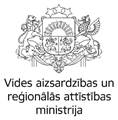 Vides aizsardzības un
reģionālās attīstības
ministrija